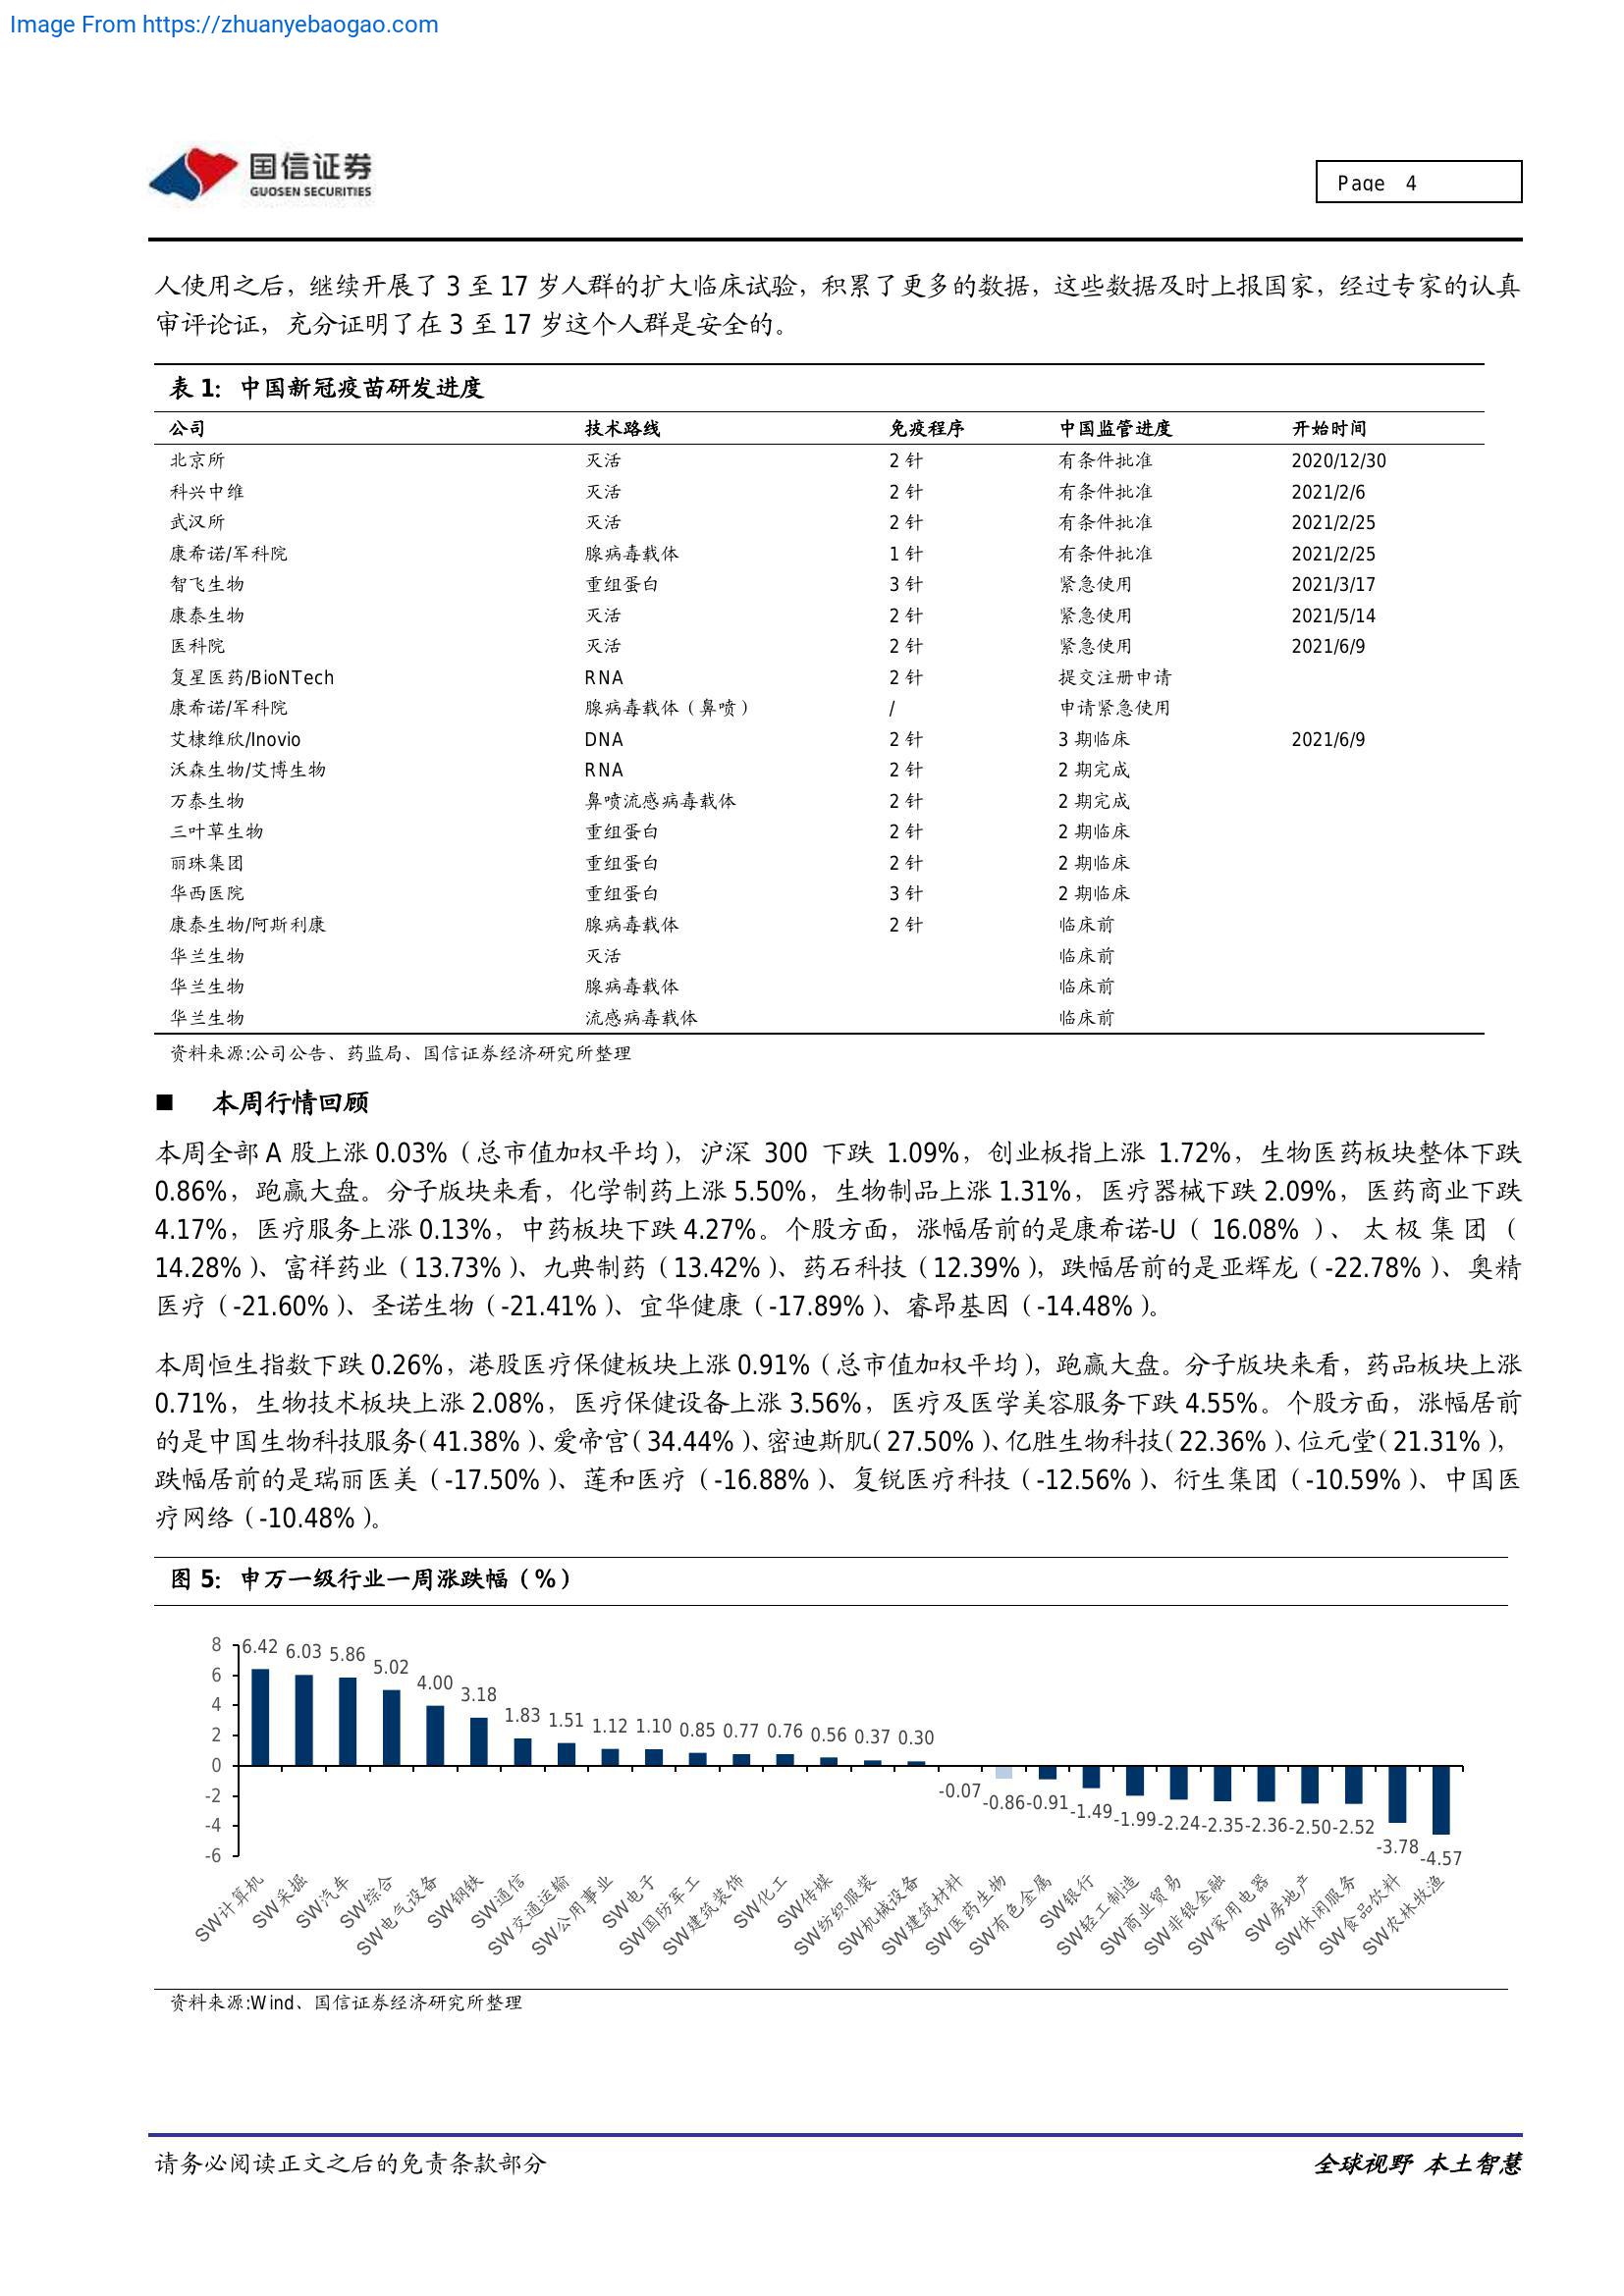 Image From https://zhuanyebaogao.com
国信证券
GUOSEN SECURITIES
Page 4
人使用之后，继续开展了 3 至 17 岁人群的扩大临床试验，积累了更多的数据，这些数据及时上报国家，经过专家的认真
审评论证，充分证明了在 3 至 17 岁这个人群是安全的。
表 1：中国新冠疫苗研发进度
公司 技术路线 免疫程序 中国监管进度 开始时间
北京所 灭活 2 针 有条件批准 2020/12/30
科兴中维 灭活 2 针 有条件批准 2021/2/6
武汉所 灭活 2 针 有条件批准 2021/2/25
康希诺/军科院 腺病毒载体 1 针 有条件批准 2021/2/25
智飞生物 重组蛋白 3 针 紧急使用 2021/3/17
康泰生物 灭活 2 针 紧急使用 2021/5/14
医科院 灭活 2 针 紧急使用 2021/6/9
复星医药/BioNTech RNA 2 针 提交注册申请
康希诺/军科院 腺病毒载体（鼻喷） / 申请紧急使用
艾棣维欣/Inovio DNA 2 针 3 期临床 2021/6/9
沃森生物/艾博生物 RNA 2 针 2 期完成
万泰生物 鼻喷流感病毒载体 2 针 2 期完成
三叶草生物 重组蛋白 2 针 2 期临床
丽珠集团 重组蛋白 2 针 2 期临床
华西医院 重组蛋白 3 针 2 期临床
康泰生物/阿斯利康 腺病毒载体 2 针 临床前
华兰生物 灭活 临床前
华兰生物 腺病毒载体 临床前
华兰生物 流感病毒载体 临床前
资料来源:公司公告、药监局、国信证券经济研究所整理
■ 本周行情回顾
本周全部 A 股上涨 0.03%（总市值加权平均），沪深 300 下跌 1.09%，创业板指上涨 1.72%，生物医药板块整体下跌
0.86%，跑赢大盘。分子版块来看，化学制药上涨 5.50%，生物制品上涨 1.31%，医疗器械下跌 2.09%，医药商业下跌
4.17%，医疗服务上涨 0.13%，中药板块下跌 4.27%。个股方面，涨幅居前的是康希诺-U（ 16.08% ）、 太 极 集 团 （
14.28%）、富祥药业（13.73%）、九典制药（13.42%）、药石科技（12.39%），跌幅居前的是亚辉龙（-22.78%）、奥精
医疗（-21.60%）、圣诺生物（-21.41%）、宜华健康（-17.89%）、睿昂基因（-14.48%）。
本周恒生指数下跌 0.26%，港股医疗保健板块上涨 0.91%（总市值加权平均），跑赢大盘。分子版块来看，药品板块上涨
0.71%，生物技术板块上涨 2.08%，医疗保健设备上涨 3.56%，医疗及医学美容服务下跌 4.55%。个股方面，涨幅居前
的是中国生物科技服务（41.38%）、爱帝宫（34.44%）、密迪斯肌（27.50%）、亿胜生物科技（22.36%）、位元堂（21.31%），
跌幅居前的是瑞丽医美（-17.50%）、莲和医疗（-16.88%）、复锐医疗科技（-12.56%）、衍生集团（-10.59%）、中国医
疗网络（-10.48%）。
图 5：申万一级行业一周涨跌幅（%）
8
6
4
2
0
-2
-4
-6
6.42 6.03 5.86 5.02 4.00 3.18 1.83 1.51 1.12 1.10 0.85 0.77 0.76 0.56 0.37 0.30 -0.07 -0.86 -0.91 -1.49 -1.99 -2.24 -2.35 -2.36 -2.50 -2.52 -3.78 -4.57
SW计算机 SW采掘 SW汽车 SW综合 SW电气设备 SW钢铁 SW通信 SW交通运输 SW公用事业 SW电子 SW国防军工 SW建筑装饰 SW化工 SW传媒 SW纺织服装 SW机械设备 SW建筑材料 SW医药生物 SW有色金属 SW银行 SW轻工制造 SW商业贸易 SW非银金融 SW家用电器 SW房地产 SW休闲服务 SW食品饮料 SW农林牧渔
资料来源:Wind、国信证券经济研究所整理
请务必阅读正文之后的免责条款部分
全球视野 本土智慧